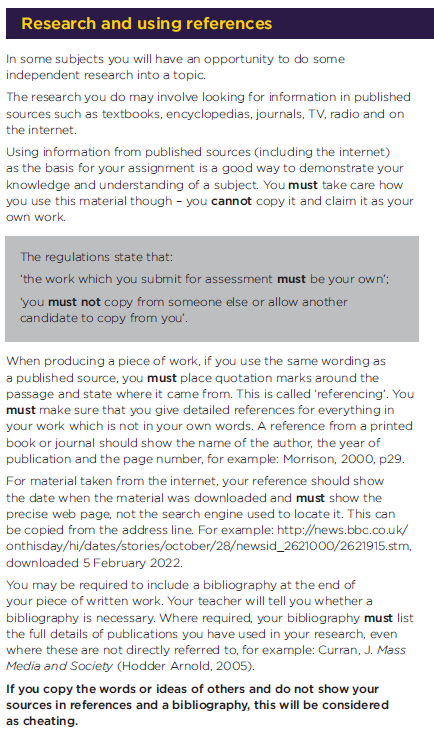 Research and using references
In some subjects you will have an opportunity to do some
independent research into a topic.
The research you do may involve looking for information in published
sources such as textbooks, encyclopedias, journals, TV, radio and on
the internet.
Using information from published sources (including the internet)
as the basis for your assignment is a good way to demonstrate your
knowledge and understanding of a subject. You must take care how
you use this material though – you cannot copy it and claim it as your
own work.
The regulations state that:
‘the work which you submit for assessment must be your own’;
‘you must not copy from someone else or allow another
candidate to copy from you’.
When producing a piece of work, if you use the same wording as
a published source, you must place quotation marks around the
passage and state where it came from. This is called ‘referencing’. You
must make sure that you give detailed references for everything in
your work which is not in your own words. A reference from a printed
book or journal should show the name of the author, the year of
publication and the page number, for example: Morrison, 2000, p29.
For material taken from the internet, your reference should show
the date when the material was downloaded and must show the
precise web page, not the search engine used to locate it. This can
be copied from the address line. For example: http://news.bbc.co.uk/
onthisday/hi/dates/stories/october/28/newsid_2621000/2621915.stm,
downloaded 5 February 2022.
You may be required to include a bibliography at the end of
your piece of written work. Your teacher will tell you whether a
bibliography is necessary. Where required, your bibliography must list
the full details of publications you have used in your research, even
where these are not directly referred to, for example: Curran, J. Mass
Media and Society (Hodder Arnold, 2005).
If you copy the words or ideas of others and do not show your
sources in references and a bibliography, this will be considered
as cheating.